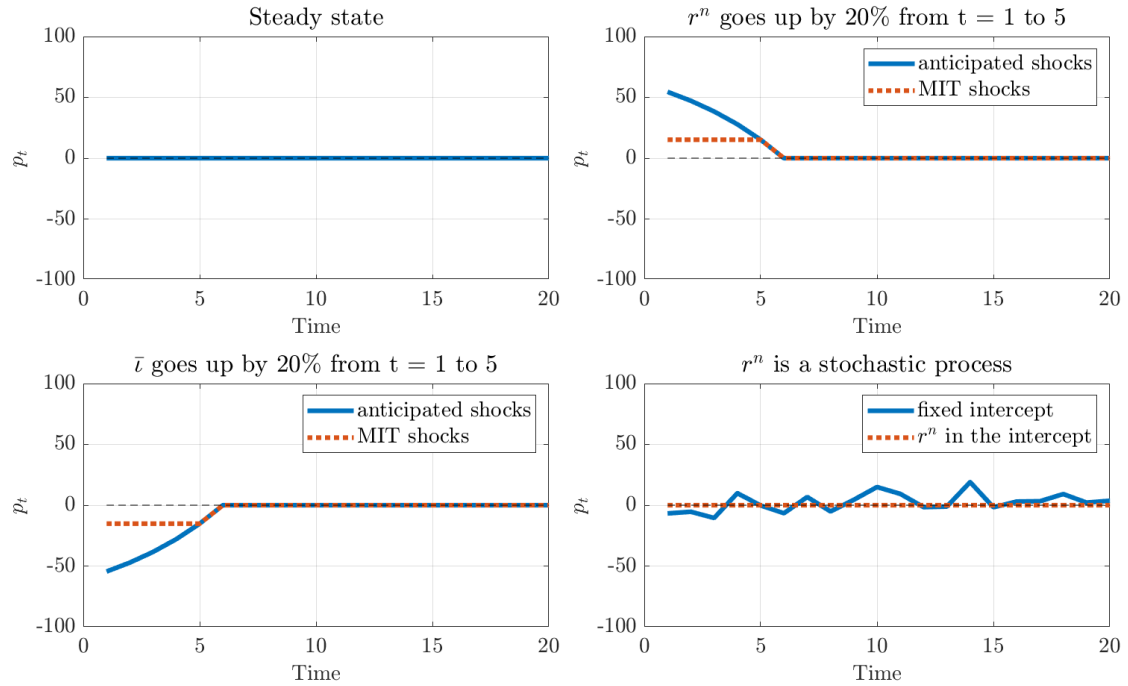 Steady state
100
50
0
-50
-100
p_t
0 5 10 15 20
Time
r^n goes up by 20% from t = 1 to 5
anticipated shocks
MIT shocks
100
50
0
-50
-100
p_t
0 5 10 15 20
Time
ῑ goes up by 20% from t = 1 to 5
anticipated shocks
MIT shocks
100
50
0
-50
-100
p_t
0 5 10 15 20
Time
r^n is a stochastic process
fixed intercept
r^n in the intercept
100
50
0
-50
-100
p_t
0 5 10 15 20
Time